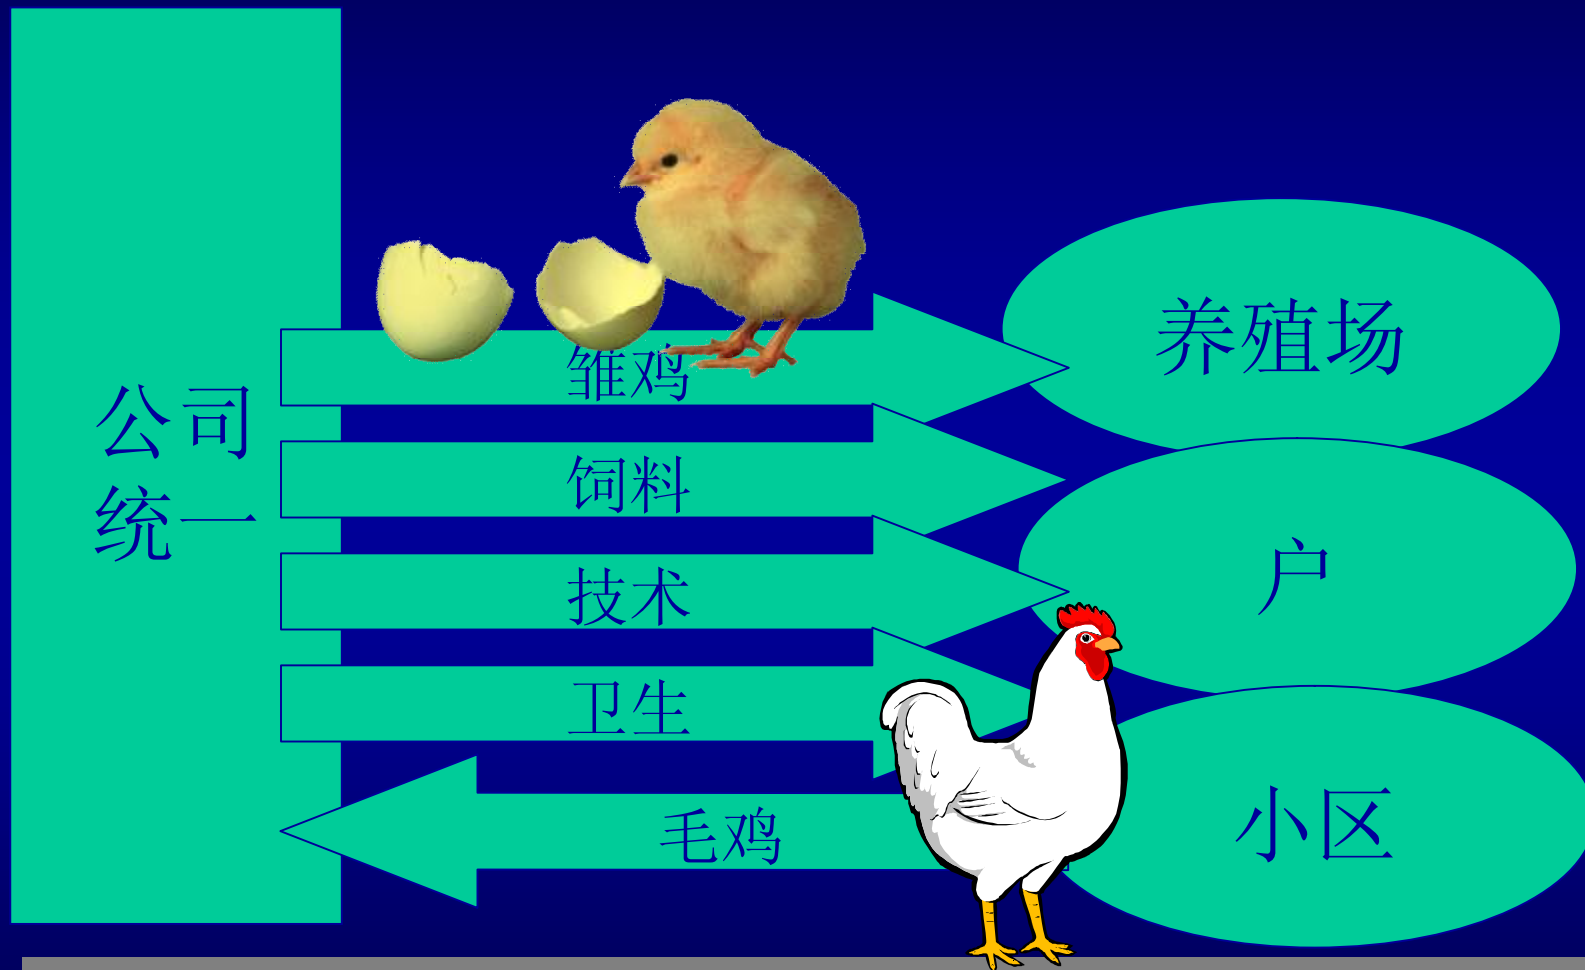 公司
统一
雏鸡
饲料
技术
卫生
毛鸡
养殖场
户
小区